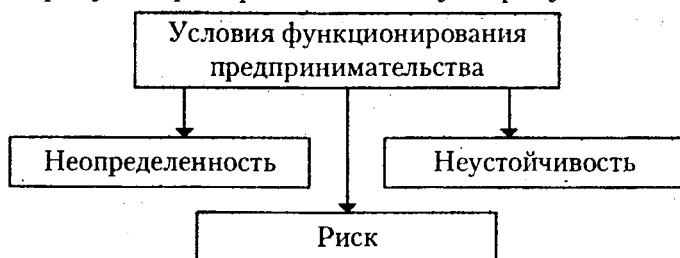 Условия функционирования
предпринимательства
Неопределенность
Неустойчивость
Риск